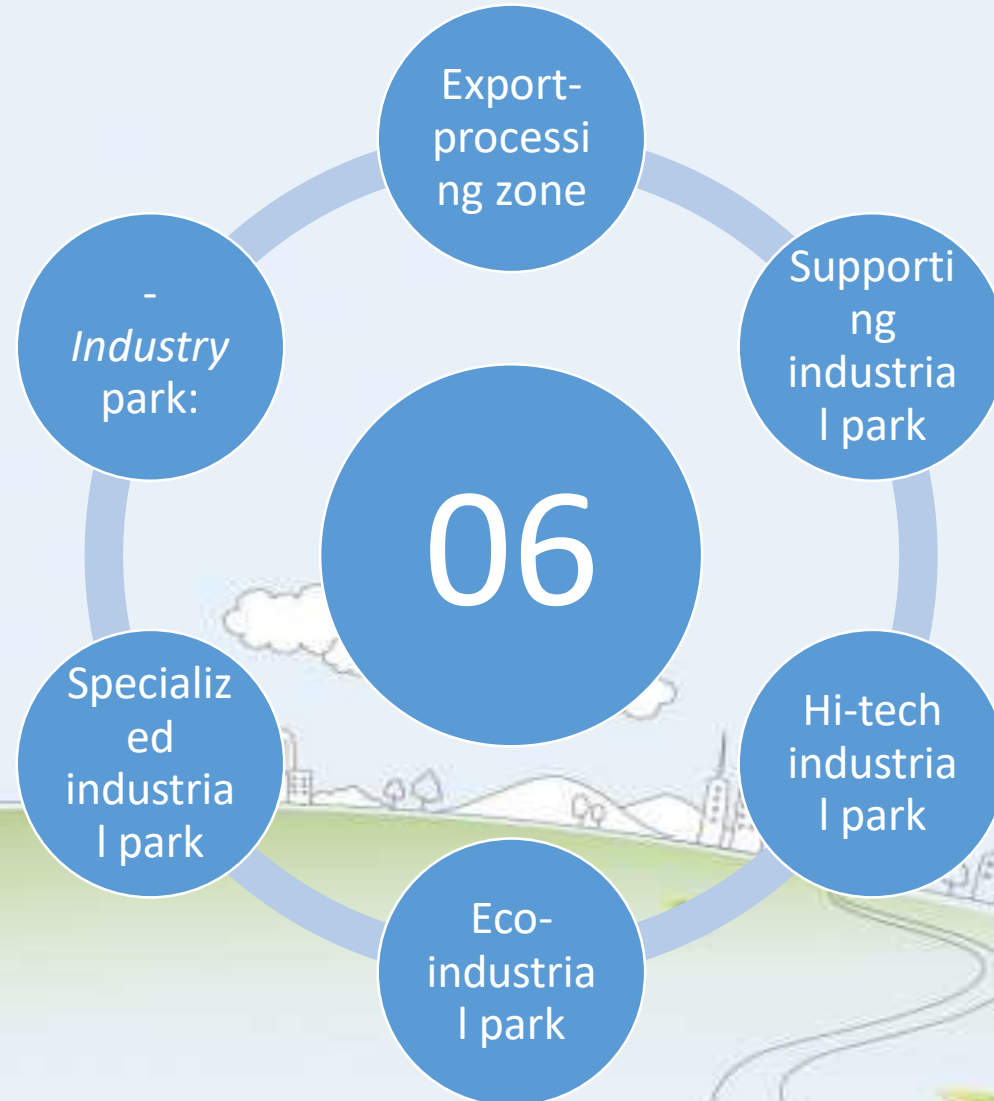 Export-
processi
ng zone
Supporti
ng
industria
l park
Hi-tech
industria
l park
Eco-
industria
l park
Specializ
ed
industria
l park
-
Industry
park:
06